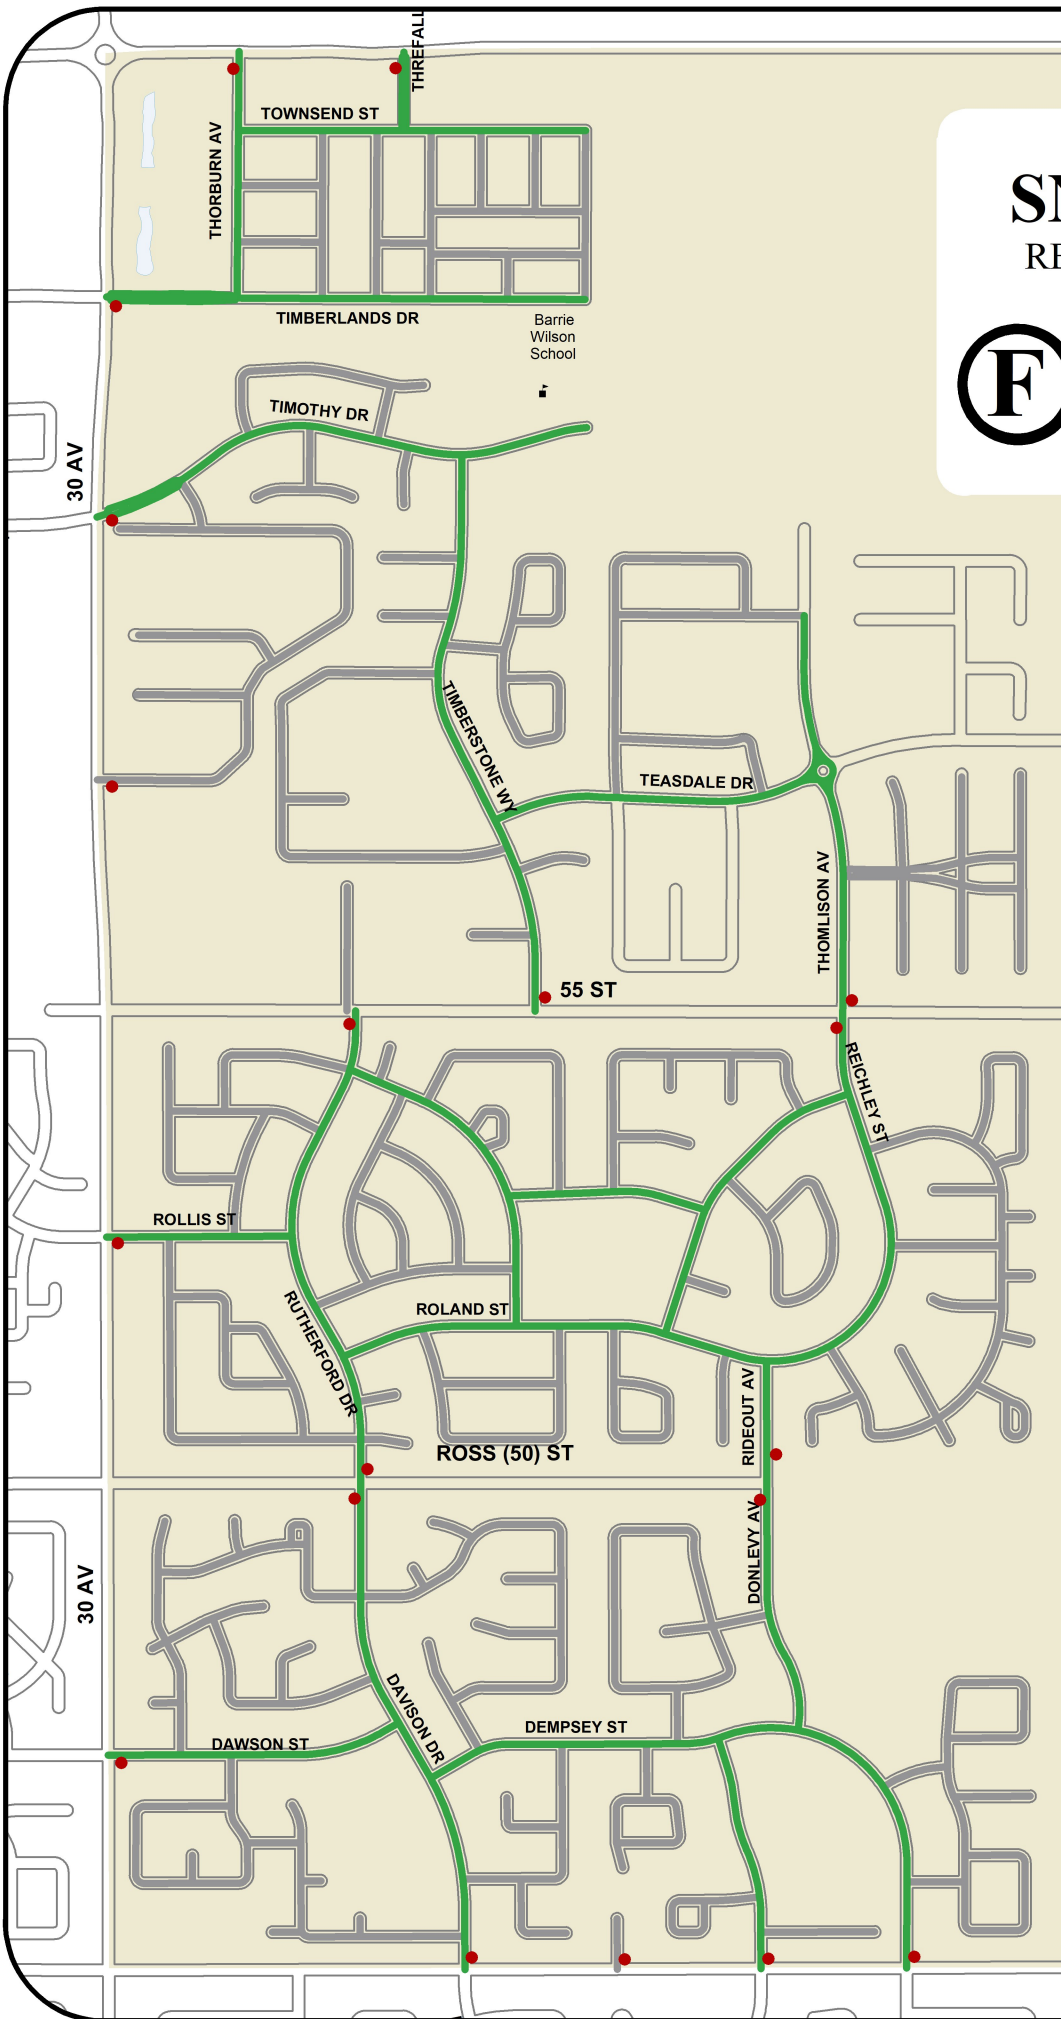 THREFALL
TOWNSEND ST
THORBURN AV
SN
RE
TIMBERLANDS DR
Barrie
Wilson
School
F
TIMOTHY DR
30 AV
TIMBERSTONE WY
TEASDALE DR
THOMLISON AV
55 ST
REICHLEY ST
ROLLIS ST
RUTHERFORD DR
ROLAND ST
RIDEOUT AV
ROSS (50) ST
DONLEVY AV
30 AV
DAVISON DR
DEMPSEY ST
DAWSON ST